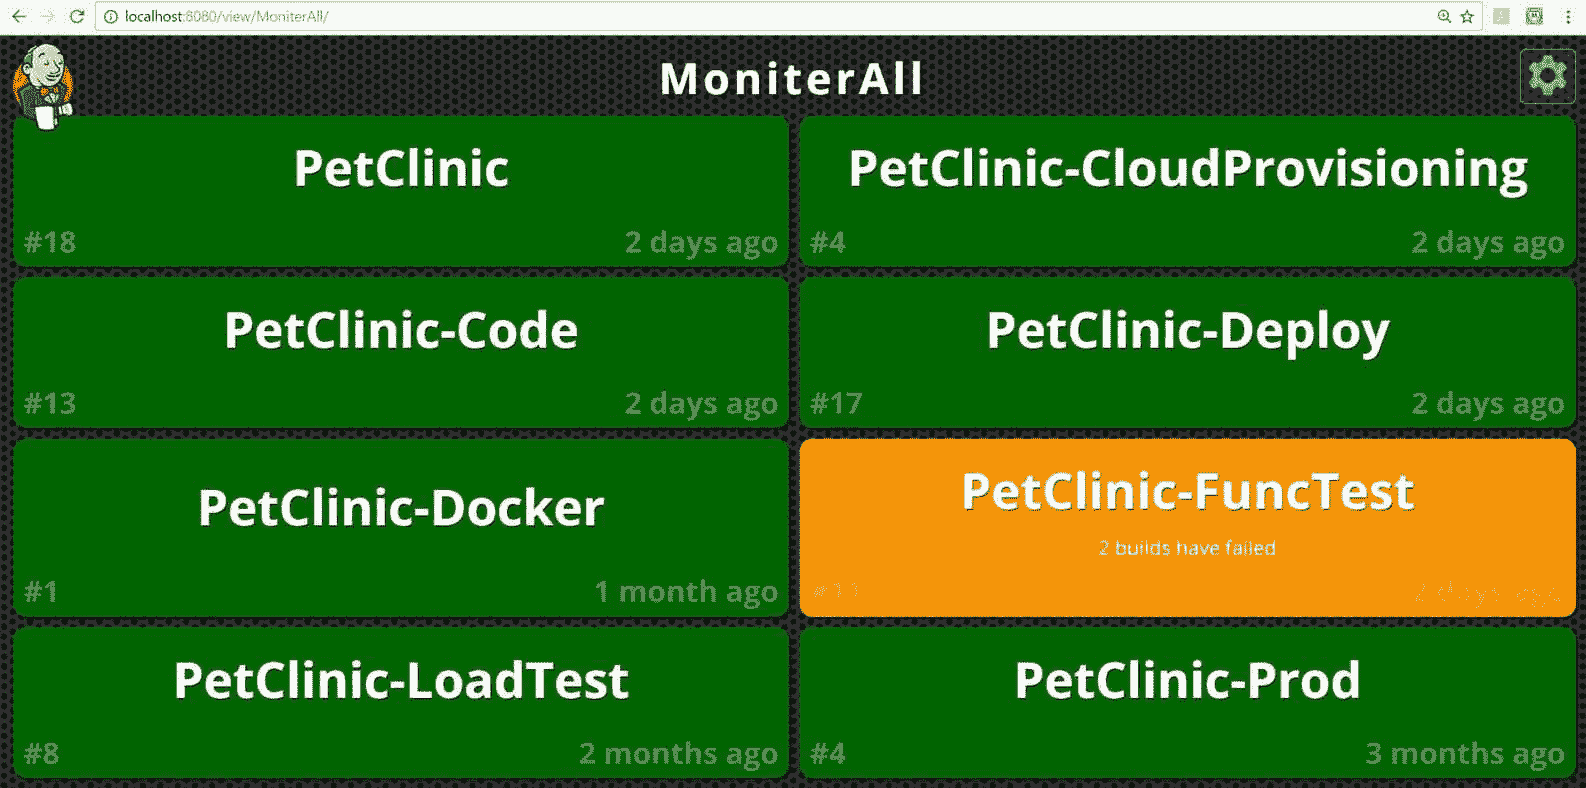 localhost:8080/view/MoniterAll/
MoniterAll
PetClinic
#18 2 days ago
PetClinic-CloudProvisioning
#4 2 days ago
PetClinic-Code
#13 2 days ago
PetClinic-Deploy
#17 2 days ago
PetClinic-Docker
#1 1 month ago
PetClinic-FuncTest
2 builds have failed
days ago
PetClinic-LoadTest
#8 2 months ago
PetClinic-Prod
#4 3 months ago